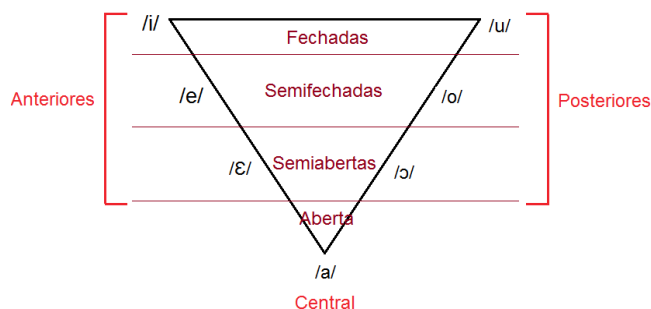 /i/
/u/
Fechadas
Anteriores
/e/
Semifechadas
/o/
Posteriores
/Ɛ/
Semiabertas
/ɔ/
Aberta
/a/
Central